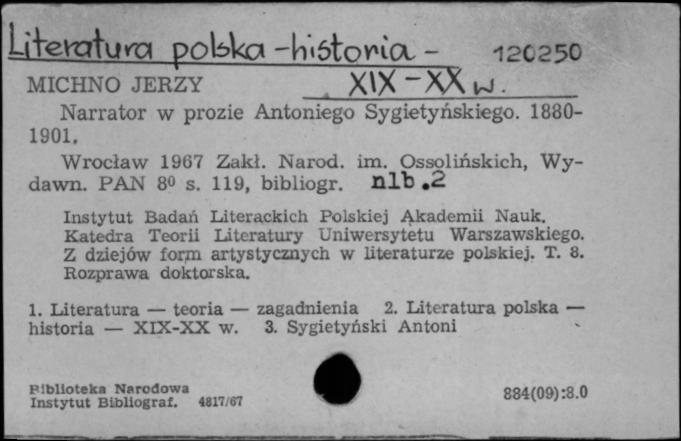 Literatura polska - historia - 120250
MICHNO JERZY XIX - XX w.
Narrator w prozie Antoniego Sygietyńskiego. 1880-
1901.
Wrocław 1967 Zakł. Narod. im. Ossolińskich, Wy-
dawn. PAN 8⁰ s. 119, bibliogr. nlb.2
Instytut Badań Literackich Polskiej Akademii Nauk.
Katedra Teorii Literatury Uniwersytetu Warszawskiego.
Z dziejów form artystycznych w literaturze polskiej. T. 8.
Rozprawa doktorska.
1. Literatura — teoria — zagadnienia 2. Literatura polska —
historia — XIX-XX w. 3. Sygietyński Antoni
Biblioteka Narodowa
Instytut Bibliograf. 4817/67 884(09):8.0